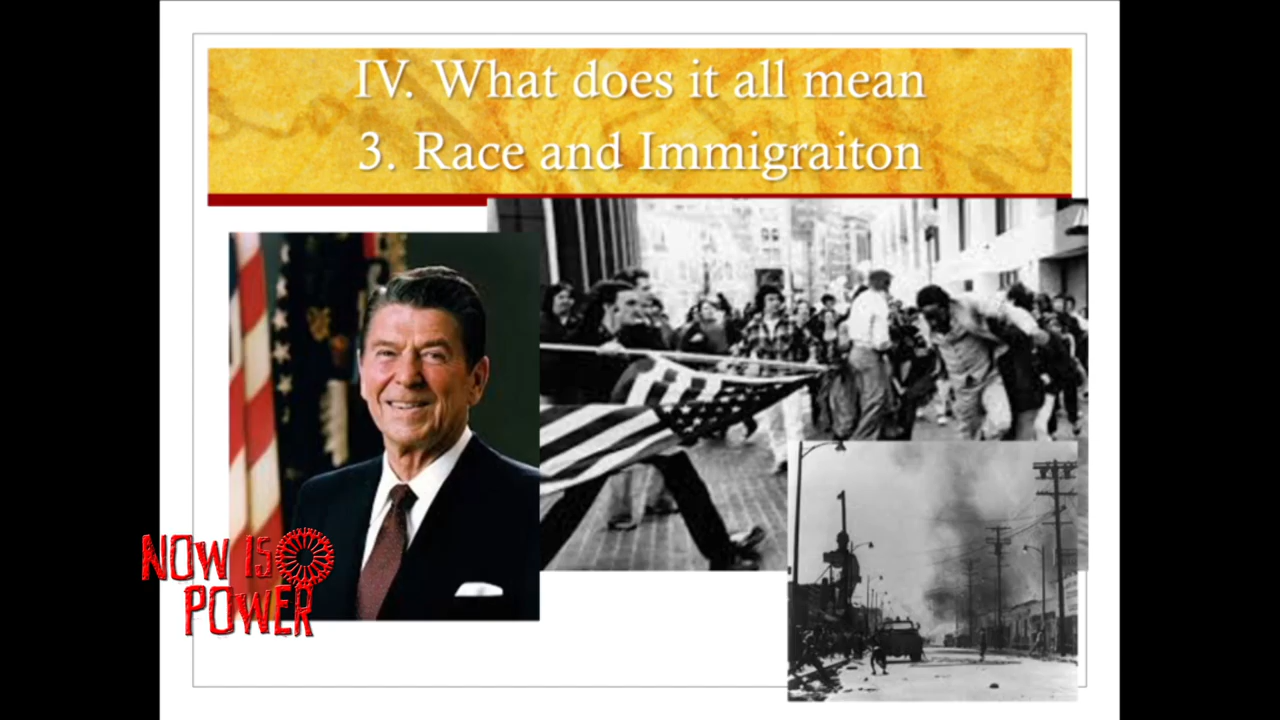 IV. What does it all mean
3. Race and Immigraiton
NOW IS
POWER